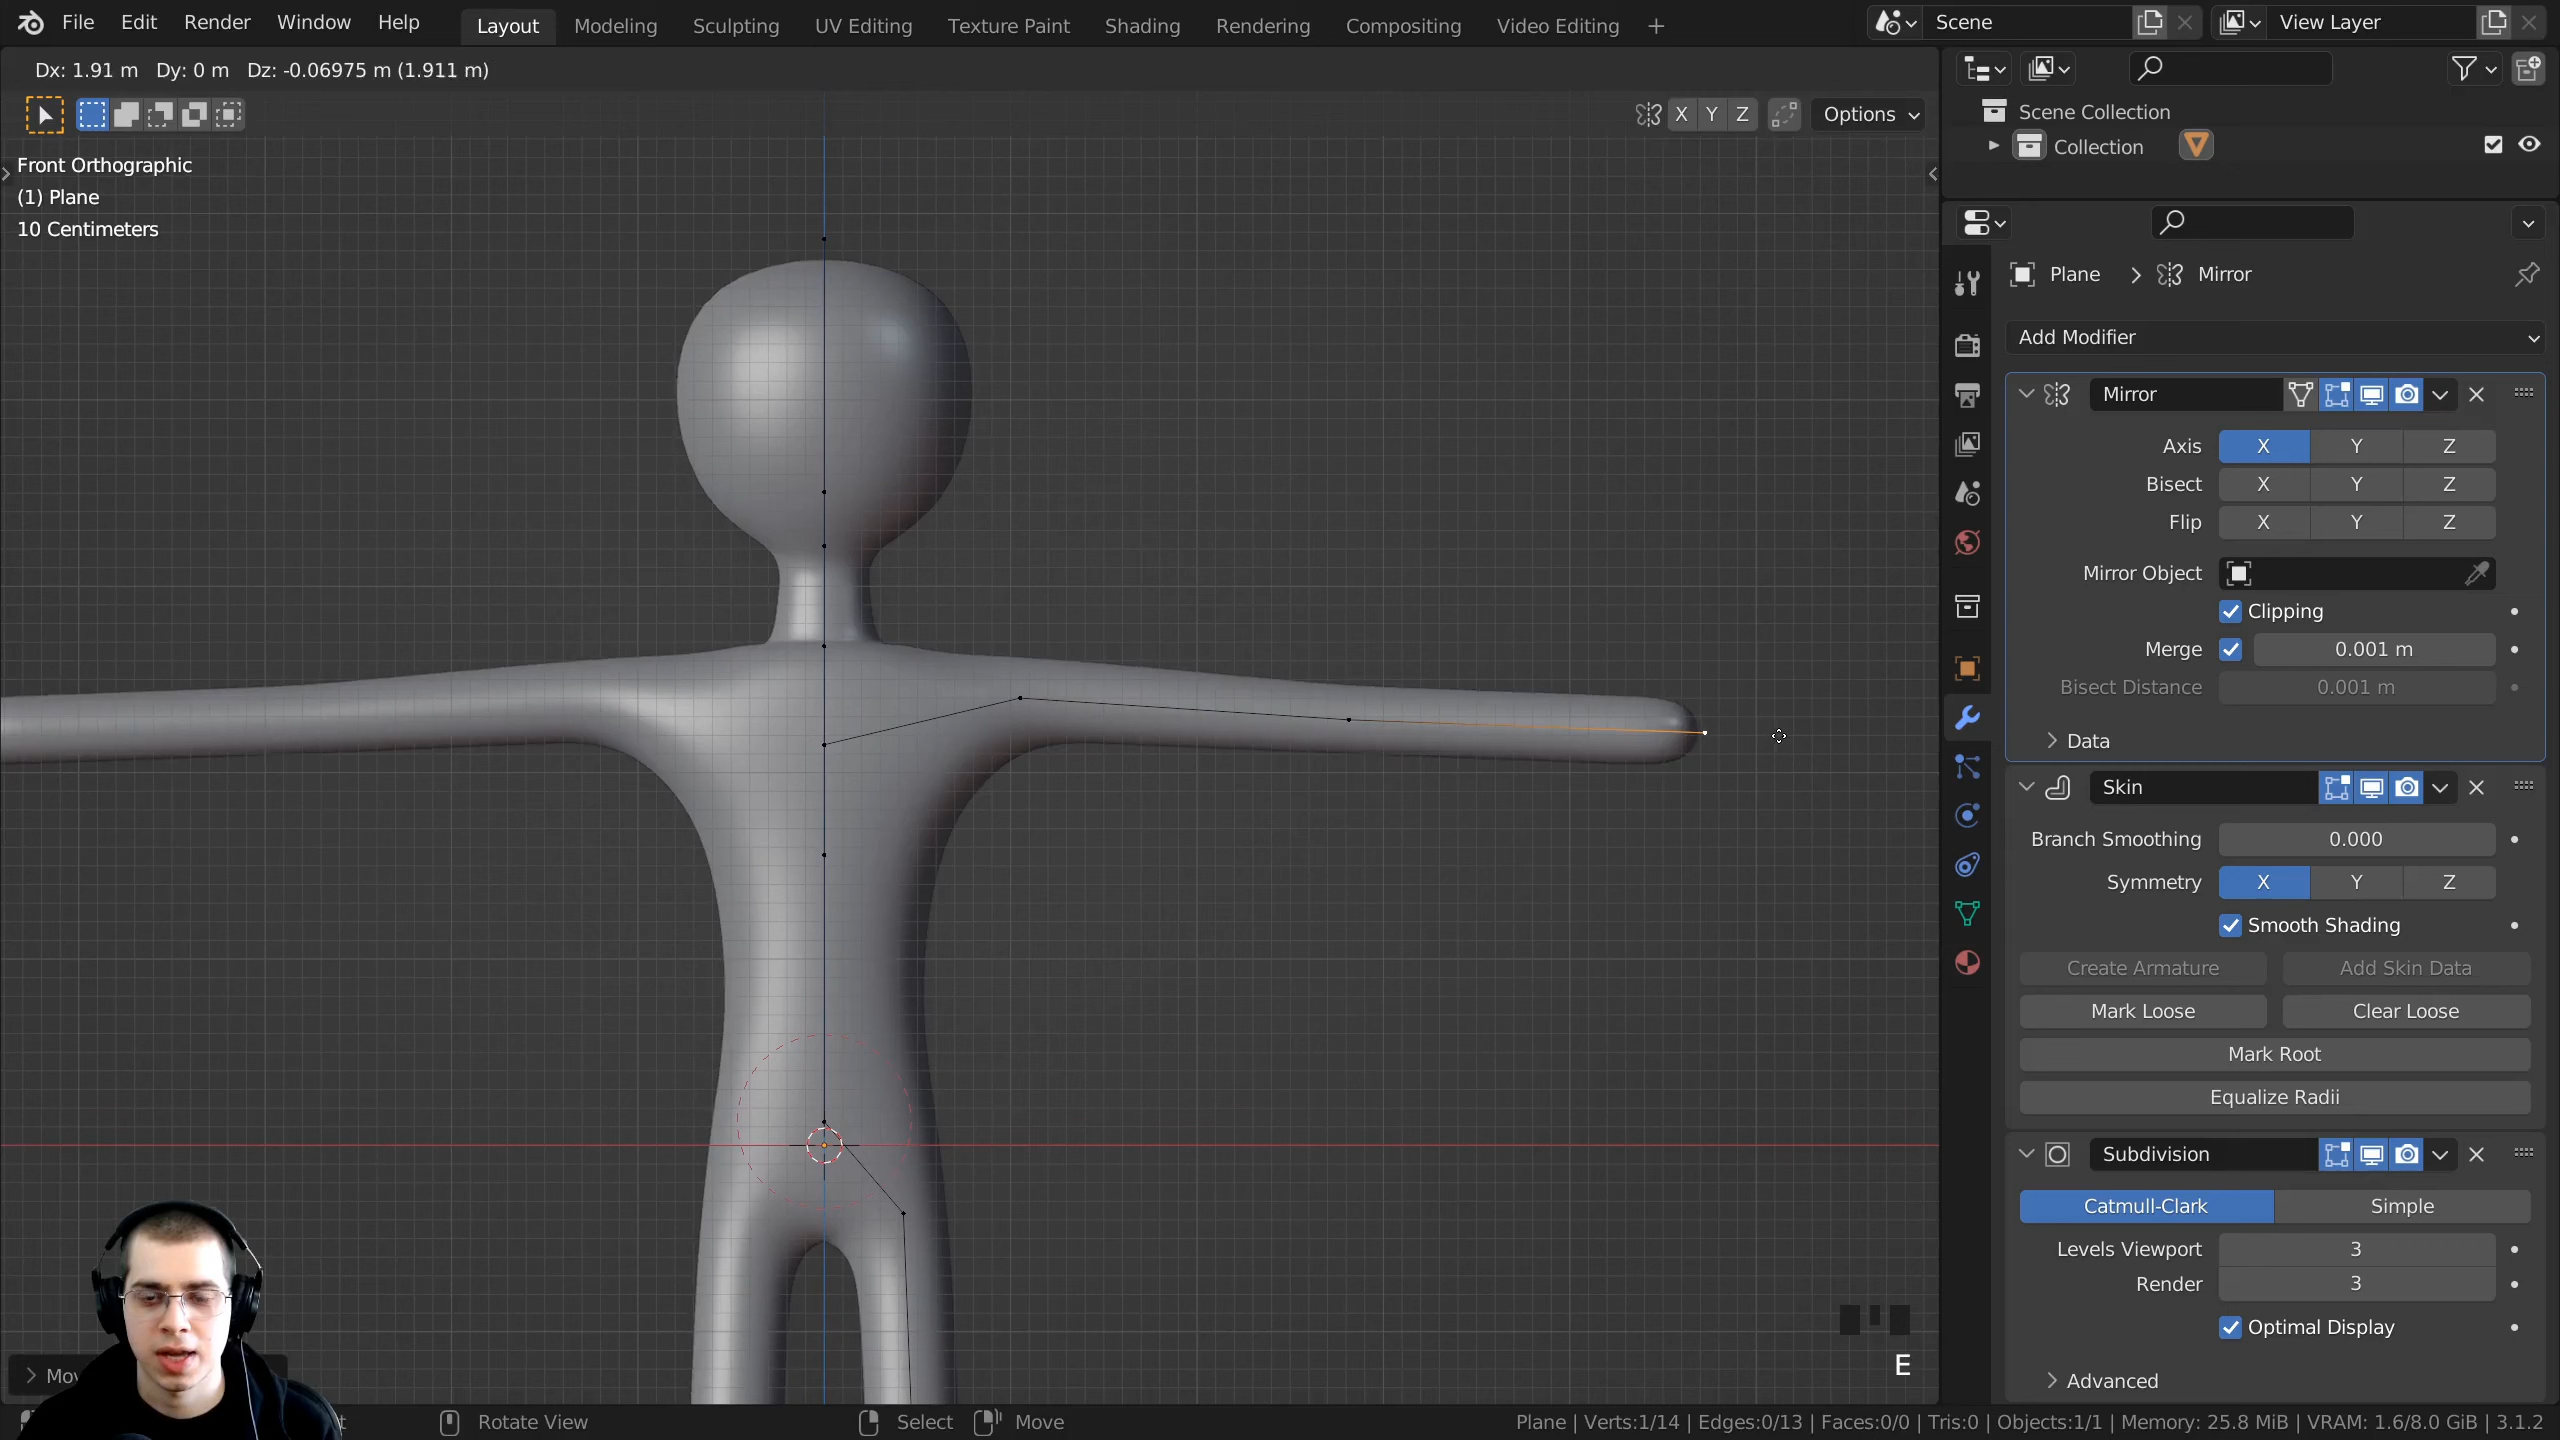 File Edit Render Window Help Layout Modeling Sculpting UV Editing Texture Paint Shading Rendering Compositing Video Editing + Scene View Layer
Dx: 1.91 m Dy: 0 m Dz: -0.06975 m (1.911 m)
X Y Z Options
Front Orthographic
(1) Plane
10 Centimeters
Scene Collection
Collection
Plane > Mirror
Add Modifier
Mirror
Axis X Y Z
Bisect X Y Z
Flip X Y Z
Mirror Object
Clipping
Merge 0.001 m
Bisect Distance 0.001 m
Data
Skin
Branch Smoothing 0.000
Symmetry X Y Z
Smooth Shading
Create Armature Add Skin Data
Mark Loose Clear Loose
Mark Root
Equalize Radii
Subdivision
Catmull-Clark Simple
Levels Viewport 3
Render 3
Optimal Display
Advanced
E
Rotate View Select Move
Plane | Verts:1/14 | Edges:0/13 | Faces:0/0 | Tris:0 | Objects:1/1 | Memory: 25.8 MiB | VRAM: 1.6/8.0 GiB | 3.1.2